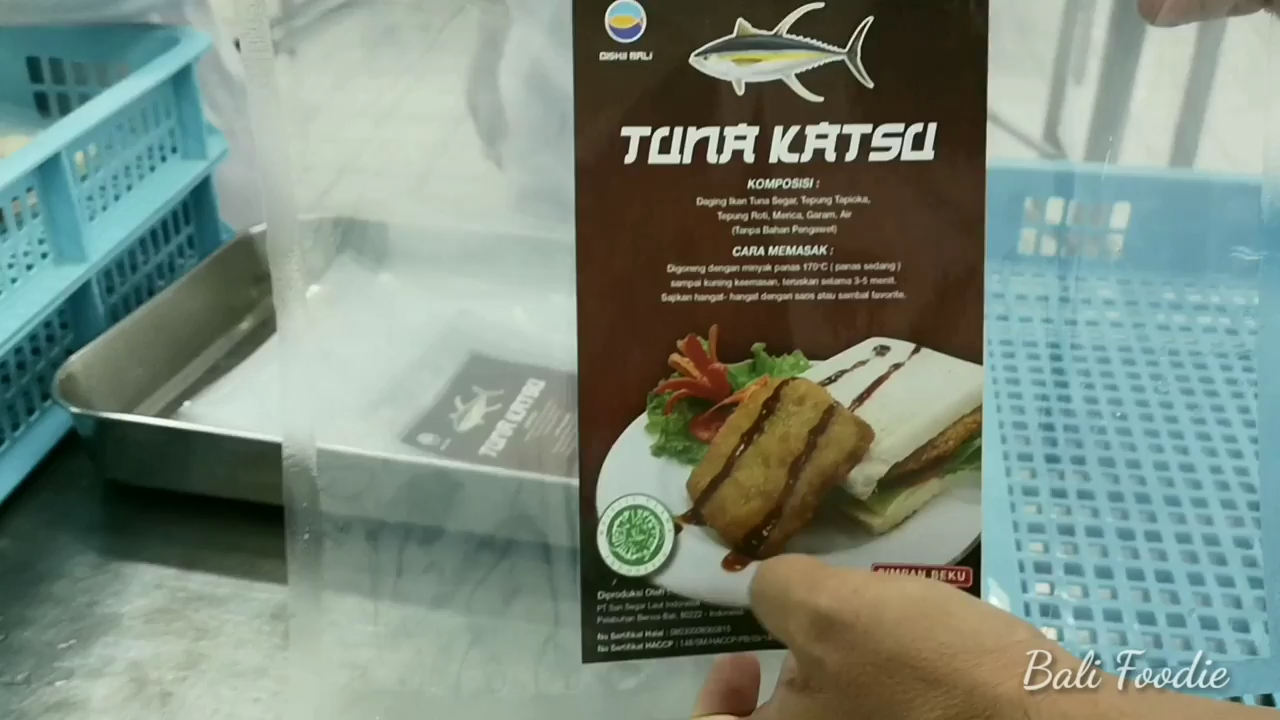 OISHII BALI
TUNA KATSU
KOMPOSISI :
Daging Ikan Tuna Segar, Tepung Tapioka,
Tepung Roti, Merica, Garam, Air
(Tanpa Bahan Pengawet)
CARA MEMASAK :
Digoreng dengan minyak panas 170°C ( panas sedang )
sampai kuning keemasan, teruskan selama 3-5 menit.
Sajikan hangat- hangat dengan saos atau sambal favorite.
TUNA KATSU
SIMPAN BEKU
Diproduksi Oleh :
PT Sari Segar Laut Indonesia
Pelabuhan Benoa-Bali, 80222 - Indonesia
No Sertifikat Halal :
No Sertifikat HACCP :
Bali Foodie